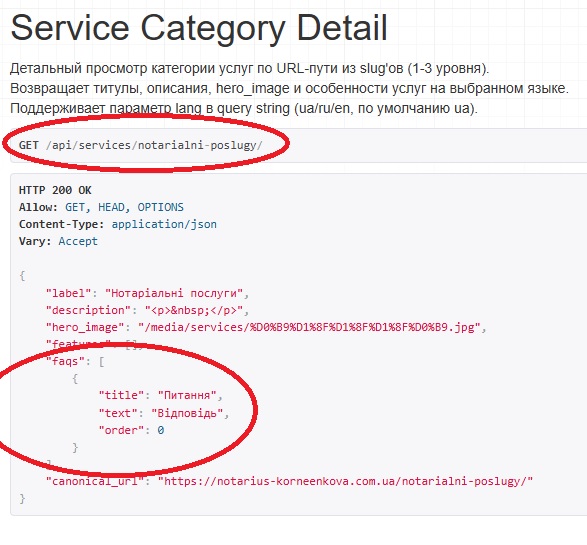 Service Category Detail
Детальный просмотр категории услуг по URL-пути из slug'ов (1-3 уровня).
Возвращает титулы, описания, hero_image и особенности услуг на выбранном языке.
Поддерживает параметр lang в query string (ua/ru/en, по умолчанию ua).
GET /api/services/notarialni-poslugy/
HTTP 200 OK
Allow: GET, HEAD, OPTIONS
Content-Type: application/json
Vary: Accept
{
"label": "Нотаріальні послуги",
"description": "<p>&nbsp;</p>",
"hero_image": "/media/services/%D0%B9%D1%8F%D1%8F%D1%8F%D0%B9.jpg",
"features": [],
"faqs": [
{
"title": "Питання",
"text": "Відповідь",
"order": 0
}
],
"canonical_url": "https://notarius-korneenkova.com.ua/notarialni-poslugy/"
}